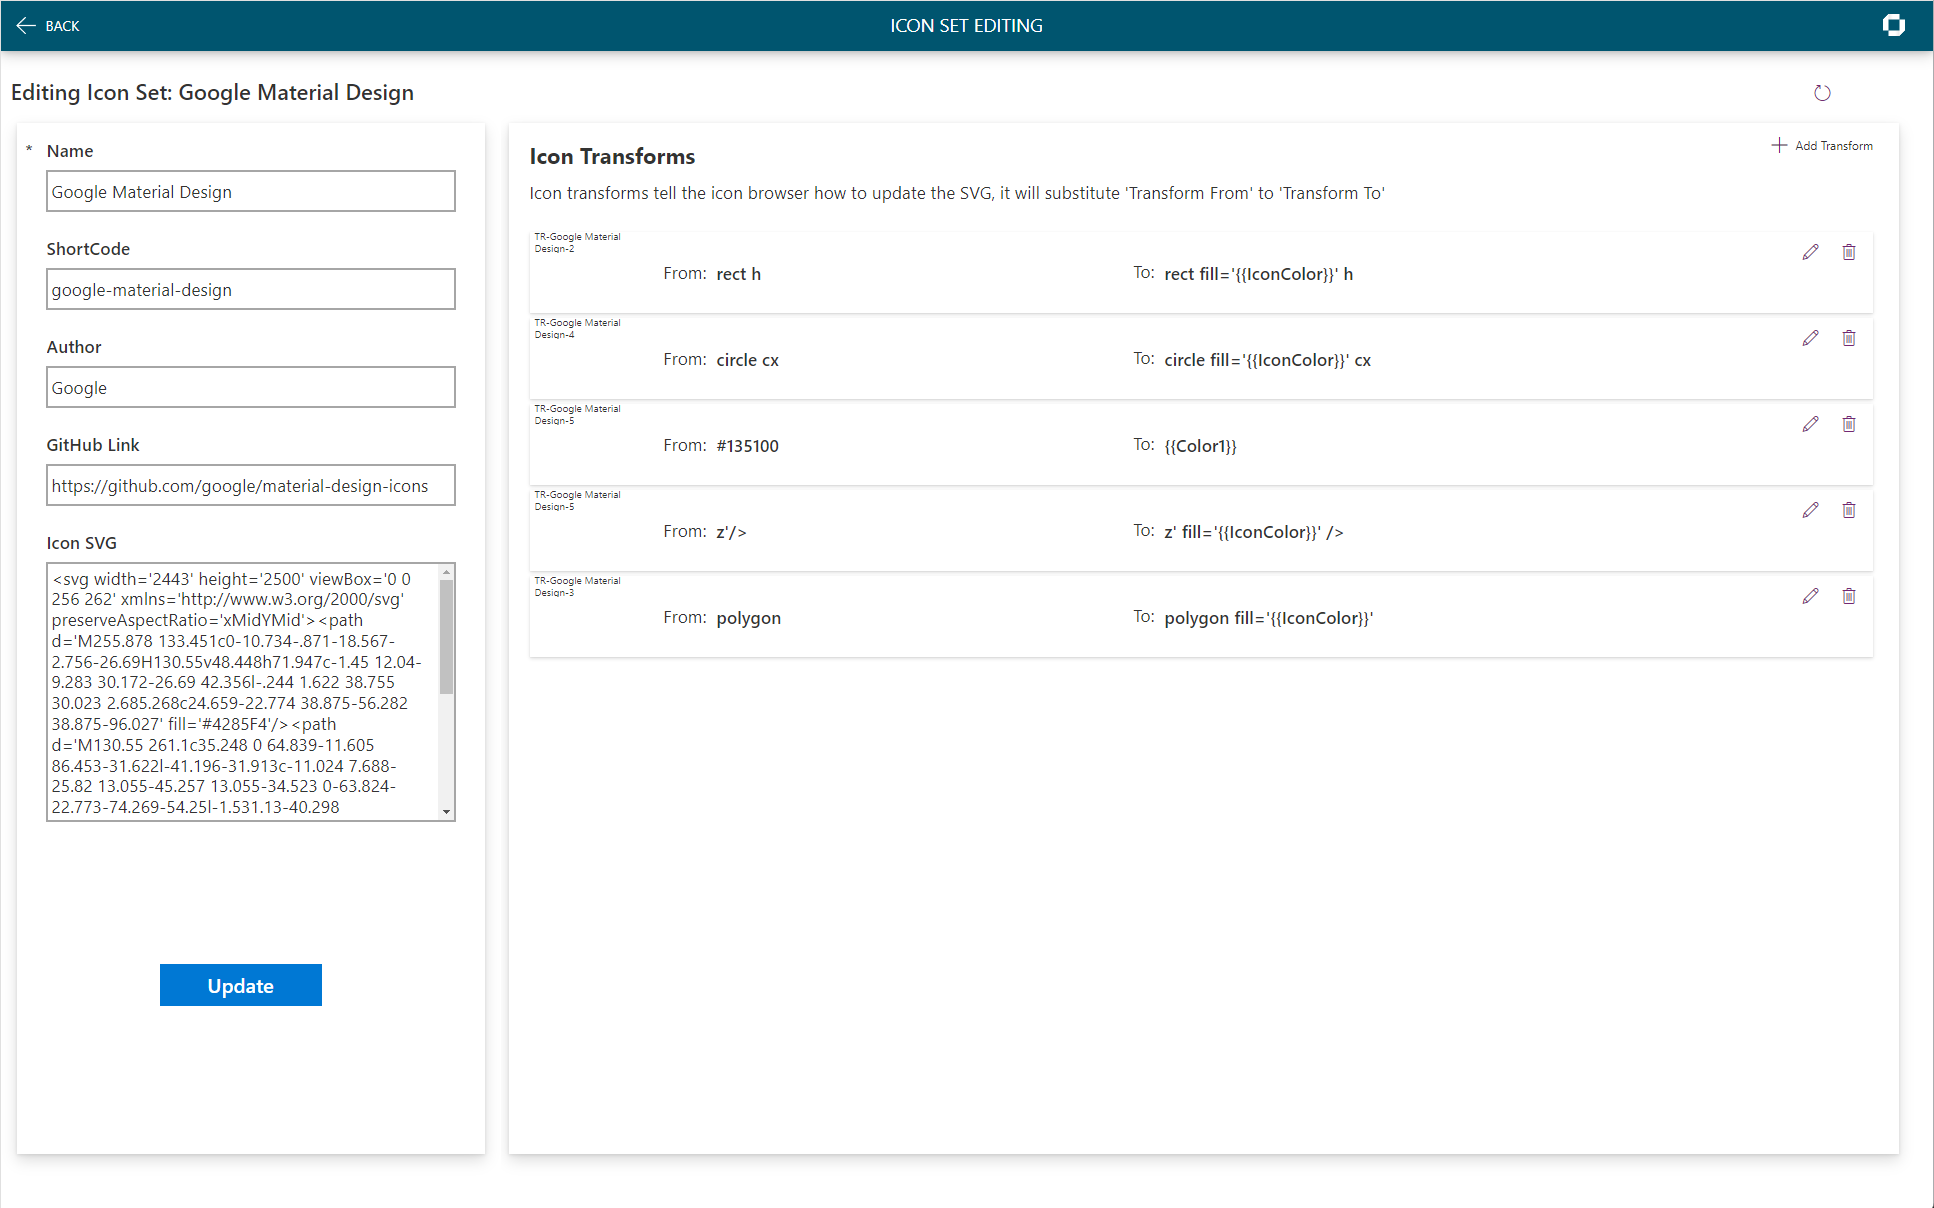 BACK
ICON SET EDITING
Editing Icon Set: Google Material Design
* Name
Google Material Design
ShortCode
google-material-design
Author
Google
GitHub Link
https://github.com/google/material-design-icons
Icon SVG
<svg width='2443' height='2500' viewBox='0 0
256 262' xmlns='http://www.w3.org/2000/svg'
preserveAspectRatio='xMidYMid'><path
d='M255.878 133.451c0-10.734-.871-18.567-
2.756-26.69H130.55v48.448h71.947c-1.45 12.04-
9.283 30.172-26.69 42.356l-.244 1.622 38.755
30.023 2.685.268c24.659-22.774 38.875-56.282
38.875-96.027' fill='#4285F4'/><path
d='M130.55 261.1c35.248 0 64.839-11.605
86.453-31.622l-41.196-31.913c-11.024 7.688-
25.82 13.055-45.257 13.055-34.523 0-63.824-
22.773-74.269-54.25l-1.531.13-40.298
Update
Icon Transforms
Add Transform
Icon transforms tell the icon browser how to update the SVG, it will substitute 'Transform From' to 'Transform To'
TR-Google Material
Design-2
From: rect h
To: rect fill='{{IconColor}}' h
TR-Google Material
Design-4
From: circle cx
To: circle fill='{{IconColor}}' cx
TR-Google Material
Design-5
From: #135100
To: {{Color1}}
TR-Google Material
Design-5
From: z'/>
To: z' fill='{{IconColor}}' />
TR-Google Material
Design-3
From: polygon
To: polygon fill='{{IconColor}}'